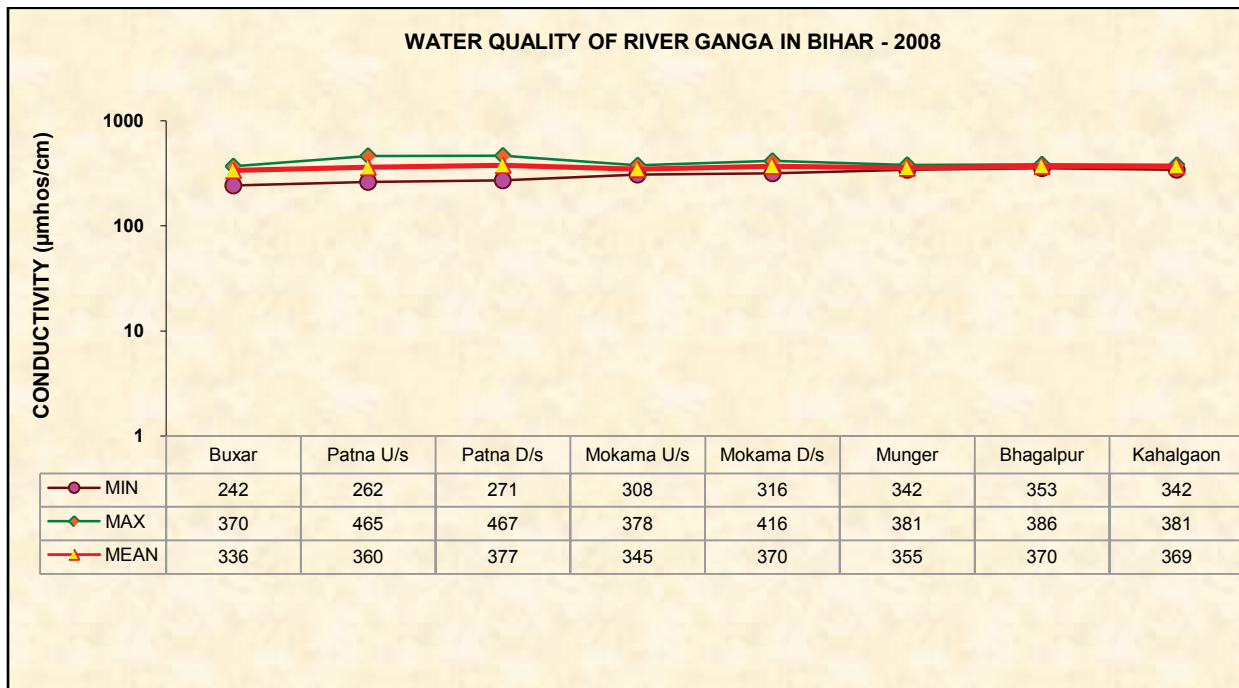 WATER QUALITY OF RIVER GANGA IN BIHAR - 2008
CONDUCTIVITY (µmhos/cm)
1000
100
10
1
Buxar Patna U/s Patna D/s Mokama U/s Mokama D/s Munger Bhagalpur Kahalgaon
MIN 242 262 271 308 316 342 353 342
MAX 370 465 467 378 416 381 386 381
MEAN 336 360 377 345 370 355 370 369